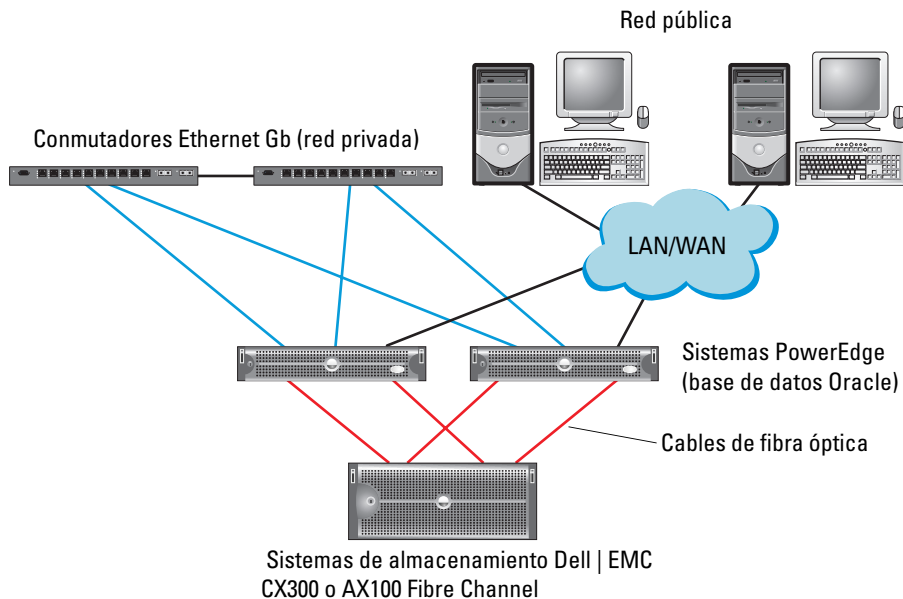 Red pública
Conmutadores Ethernet Gb (red privada)
LAN/WAN
Sistemas PowerEdge
(base de datos Oracle)
Cables de fibra óptica
Sistemas de almacenamiento Dell | EMC
CX300 o AX100 Fibre Channel